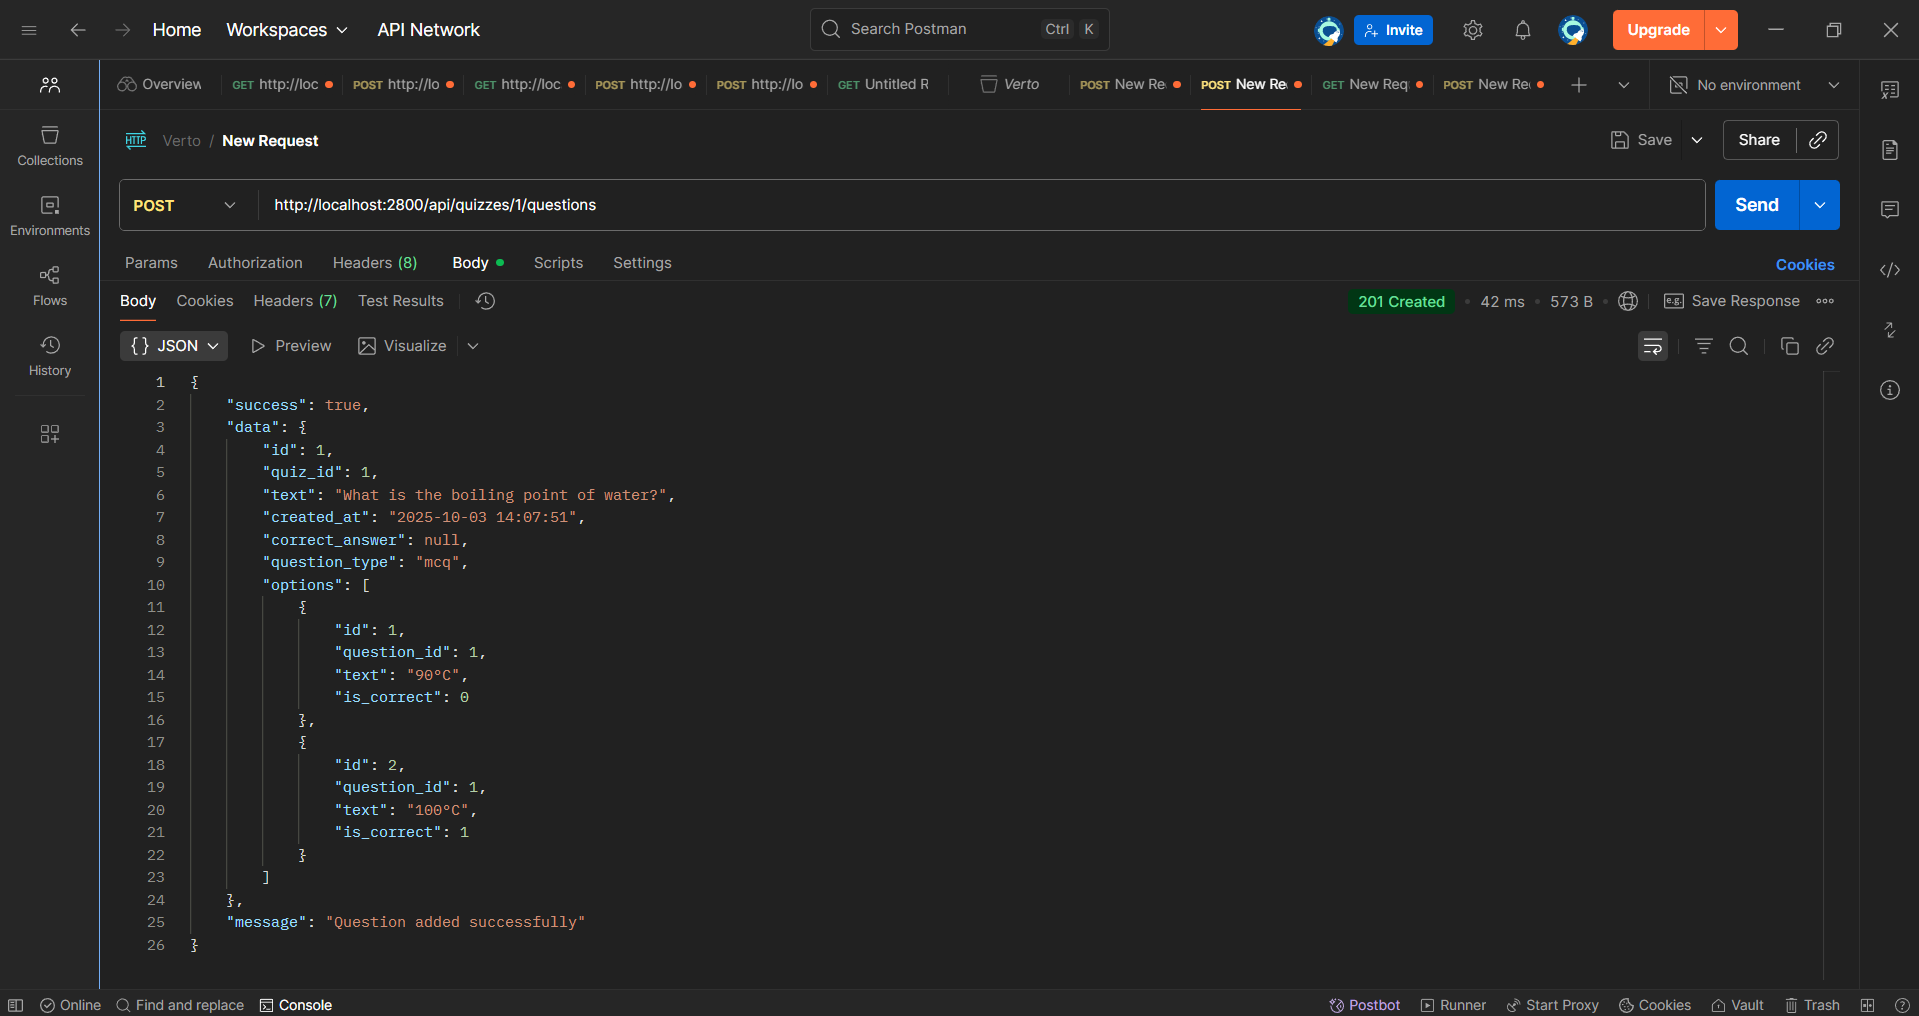 Home Workspaces API Network Search Postman Ctrl K Invite Upgrade
Overview GET http://loc POST http://lo GET http://loc POST http://lo POST http://lo GET Untitled R Verto POST New Re POST New Re GET New Req POST New Re No environment
HTTP Verto / New Request Save Share
Collections
POST http://localhost:2800/api/quizzes/1/questions Send
Environments
Params Authorization Headers (8) Body Scripts Settings Cookies
Flows
Body Cookies Headers (7) Test Results 201 Created • 42 ms • 573 B • e.g. Save Response
{} JSON Preview Visualize
History
1 {
2 "success": true,
3 "data": {
4 "id": 1,
5 "quiz_id": 1,
6 "text": "What is the boiling point of water?",
7 "created_at": "2025-10-03 14:07:51",
8 "correct_answer": null,
9 "question_type": "mcq",
10 "options": [
11 {
12 "id": 1,
13 "question_id": 1,
14 "text": "90°C",
15 "is_correct": 0
16 },
17 {
18 "id": 2,
19 "question_id": 1,
20 "text": "100°C",
21 "is_correct": 1
22 }
23 ]
24 },
25 "message": "Question added successfully"
26 }
Online Find and replace Console Postbot Runner Start Proxy Cookies Vault Trash